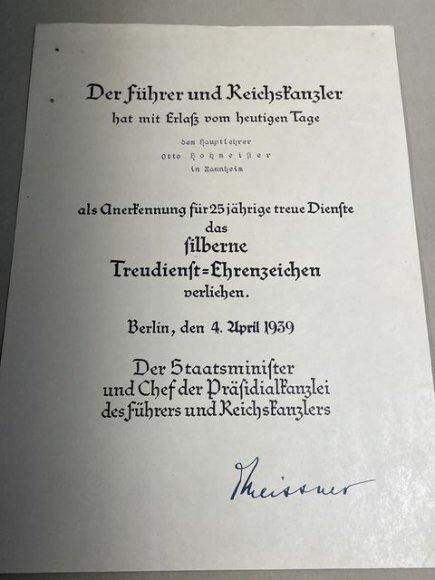 Der Führer und Reichskanzler
hat mit Erlaß vom heutigen Tage
dem Hauptlehrer
Otto Hohmeißer
in Mannheim
als Anerkennung für 25jährige treue Dienste
das
silberne
Treudienst=Ehrenzeichen
verliehen.
Berlin, den 4. April 1939
Der Staatsminister
und Chef der Präsidialkanzlei
des Führers und Reichskanzlers
Meissner